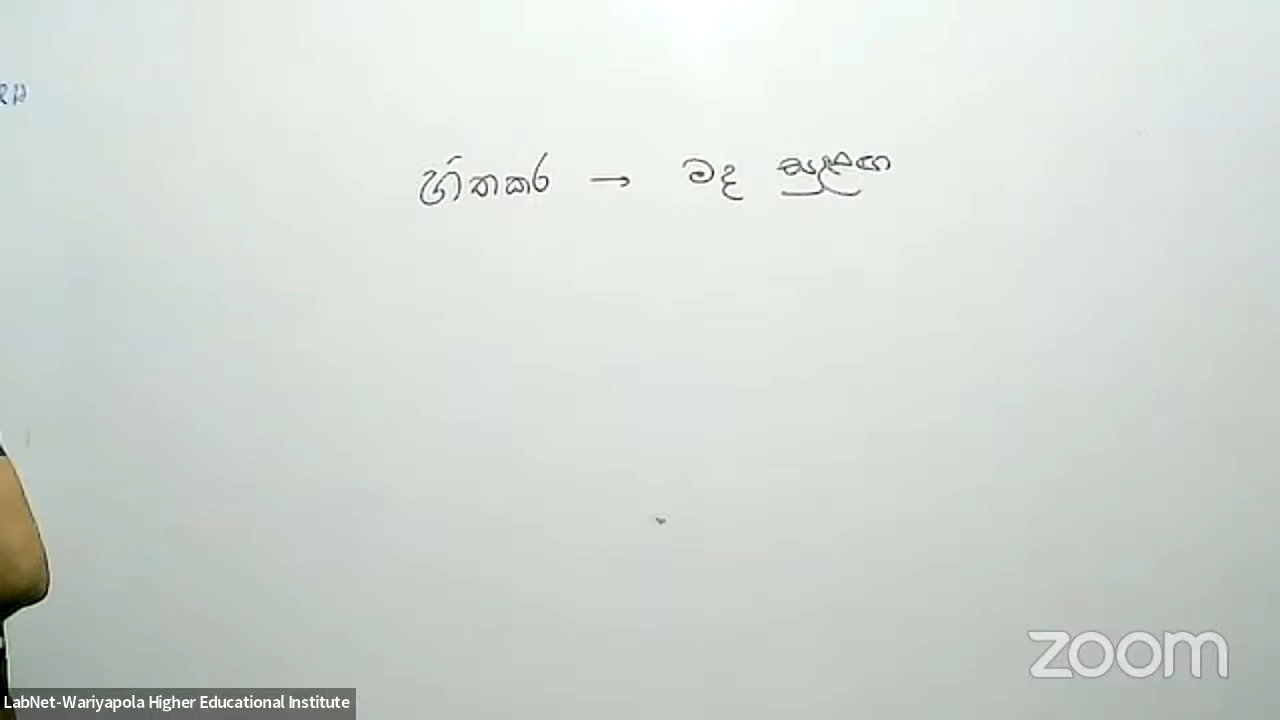 හිතකර → මද සුළඟ
zoom
LabNet-Wariyapola Higher Educational Institute